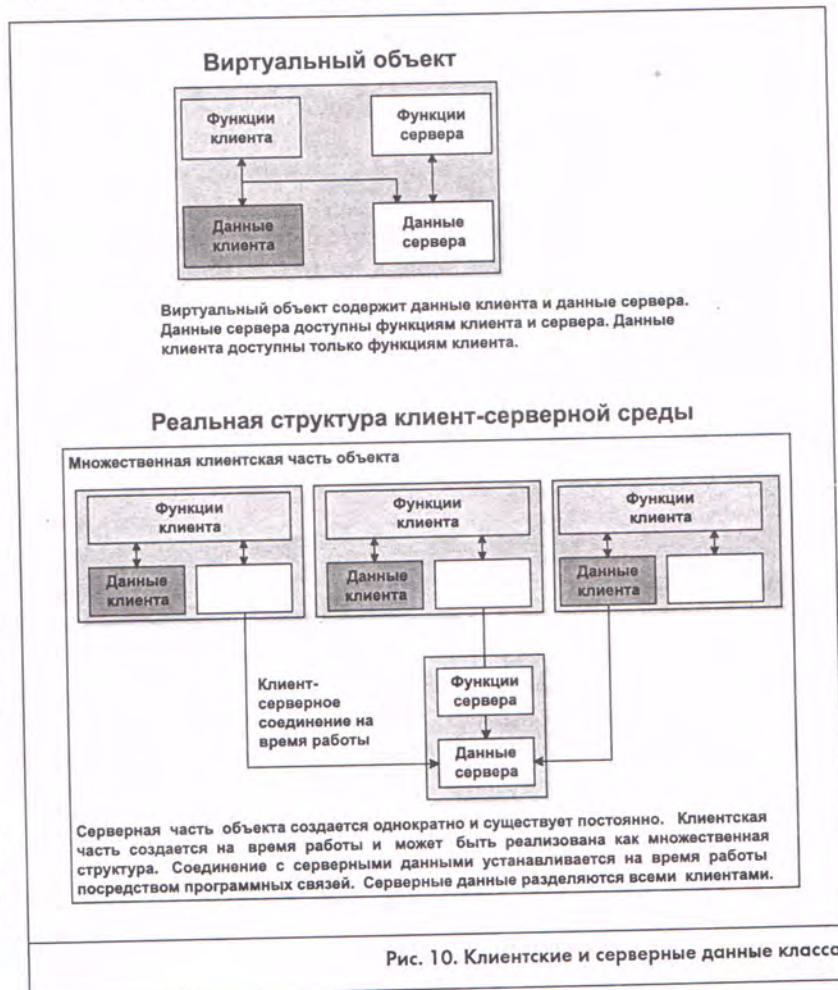 Виртуальный объект
Функции
клиента
Функции
сервера
Данные
клиента
Данные
сервера
Виртуальный объект содержит данные клиента и данные сервера.
Данные сервера доступны функциям клиента и сервера. Данные
клиента доступны только функциям клиента.
Реальная структура клиент-серверной среды
Множественная клиентская часть объекта
Функции
клиента
Функции
клиента
Функции
клиента
Данные
клиента
Данные
клиента
Данные
клиента
Клиент-
серверное
соединение на
время работы
Функции
сервера
Данные
сервера
Серверная часть объекта создается однократно и существует постоянно. Клиентская
часть создается на время работы и может быть реализована как множественная
структура. Соединение с серверными данными устанавливается на время работы
посредством программных связей. Серверные данные разделяются всеми клиентами.
Рис. 10. Клиентские и серверные данные класса